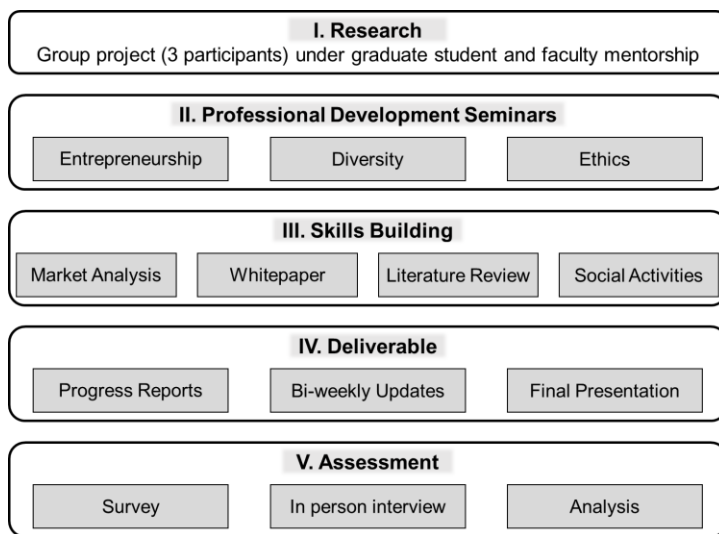 I. Research
Group project (3 participants) under graduate student and faculty mentorship
II. Professional Development Seminars
Entrepreneurship
Diversity
Ethics
III. Skills Building
Market Analysis
Whitepaper
Literature Review
Social Activities
IV. Deliverable
Progress Reports
Bi-weekly Updates
Final Presentation
V. Assessment
Survey
In person interview
Analysis